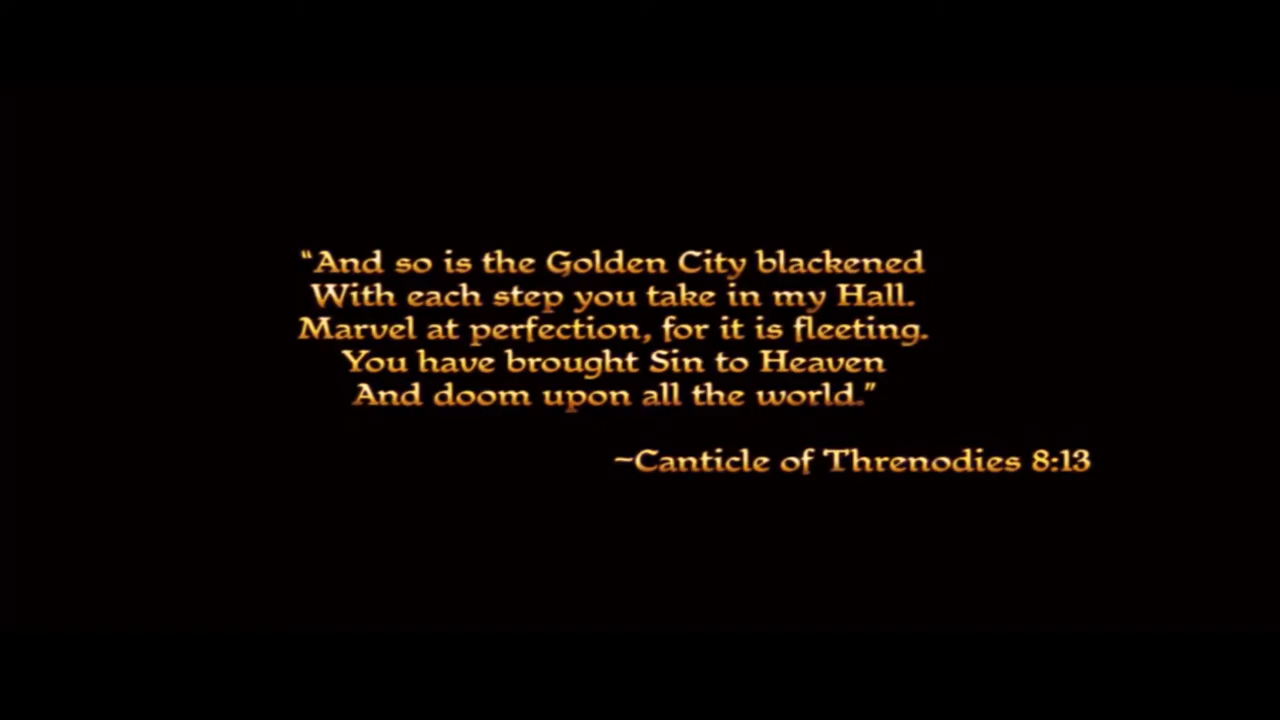 “And so is the Golden City blackened
With each step you take in my Hall.
Marvel at perfection, for it is fleeting.
You have brought Sin to Heaven
And doom upon all the world.”
~Canticle of Threnodies 8:13